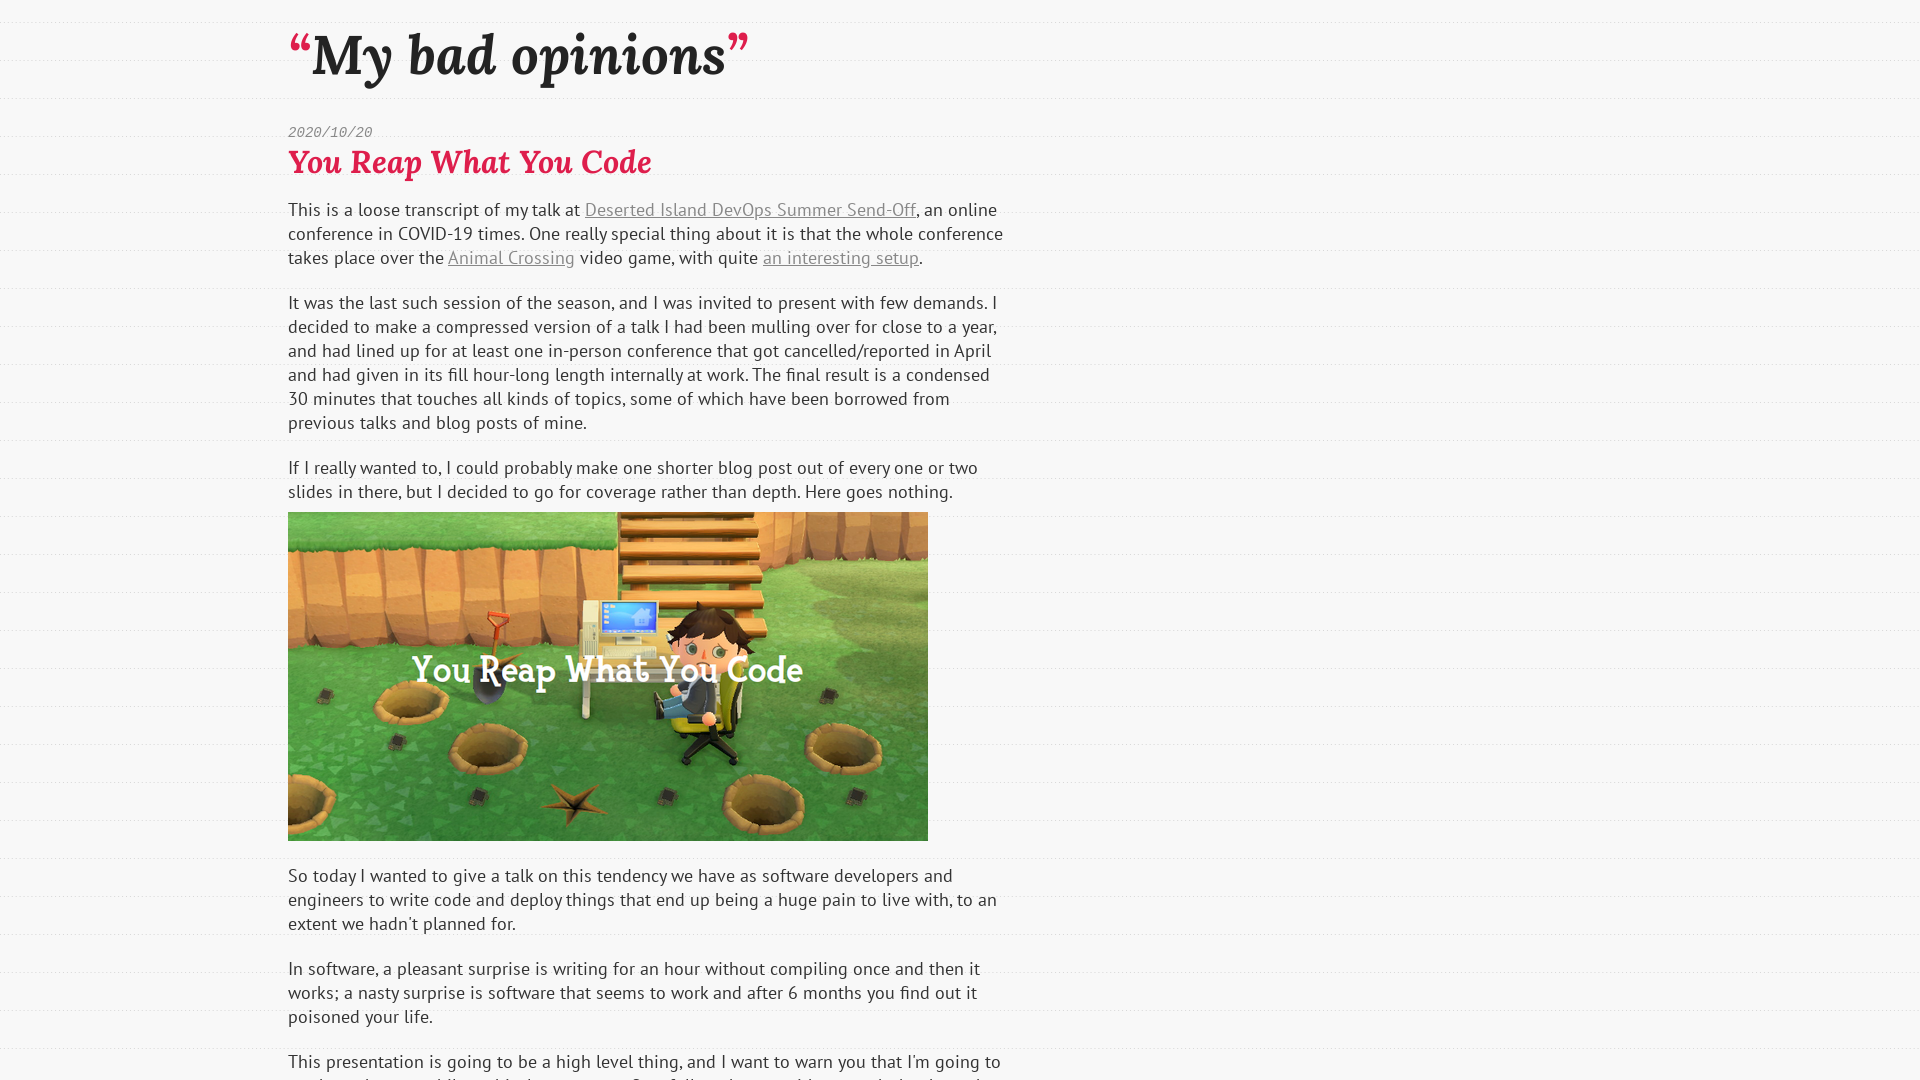 “My bad opinions”
2020/10/20
You Reap What You Code
This is a loose transcript of my talk at Deserted Island DevOps Summer Send-Off, an online
conference in COVID-19 times. One really special thing about it is that the whole conference
takes place over the Animal Crossing video game, with quite an interesting setup.
It was the last such session of the season, and I was invited to present with few demands. I
decided to make a compressed version of a talk I had been mulling over for close to a year,
and had lined up for at least one in-person conference that got cancelled/reported in April
and had given in its fill hour-long length internally at work. The final result is a condensed
30 minutes that touches all kinds of topics, some of which have been borrowed from
previous talks and blog posts of mine.
If I really wanted to, I could probably make one shorter blog post out of every one or two
slides in there, but I decided to go for coverage rather than depth. Here goes nothing.
You Reap What You Code
So today I wanted to give a talk on this tendency we have as software developers and
engineers to write code and deploy things that end up being a huge pain to live with, to an
extent we hadn't planned for.
In software, a pleasant surprise is writing for an hour without compiling once and then it
works; a nasty surprise is software that seems to work and after 6 months you find out it
poisoned your life.
This presentation is going to be a high level thing, and I want to warn you that I'm going to